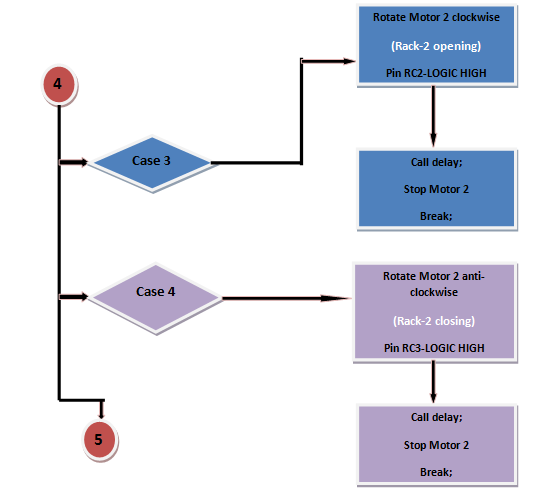 Rotate Motor 2 clockwise
(Rack-2 opening)
Pin RC2-LOGIC HIGH
4
Case 3
Call delay;
Stop Motor 2
Break;
Case 4
Rotate Motor 2 anti-
clockwise
(Rack-2 closing)
Pin RC3-LOGIC HIGH
5
Call delay;
Stop Motor 2
Break;